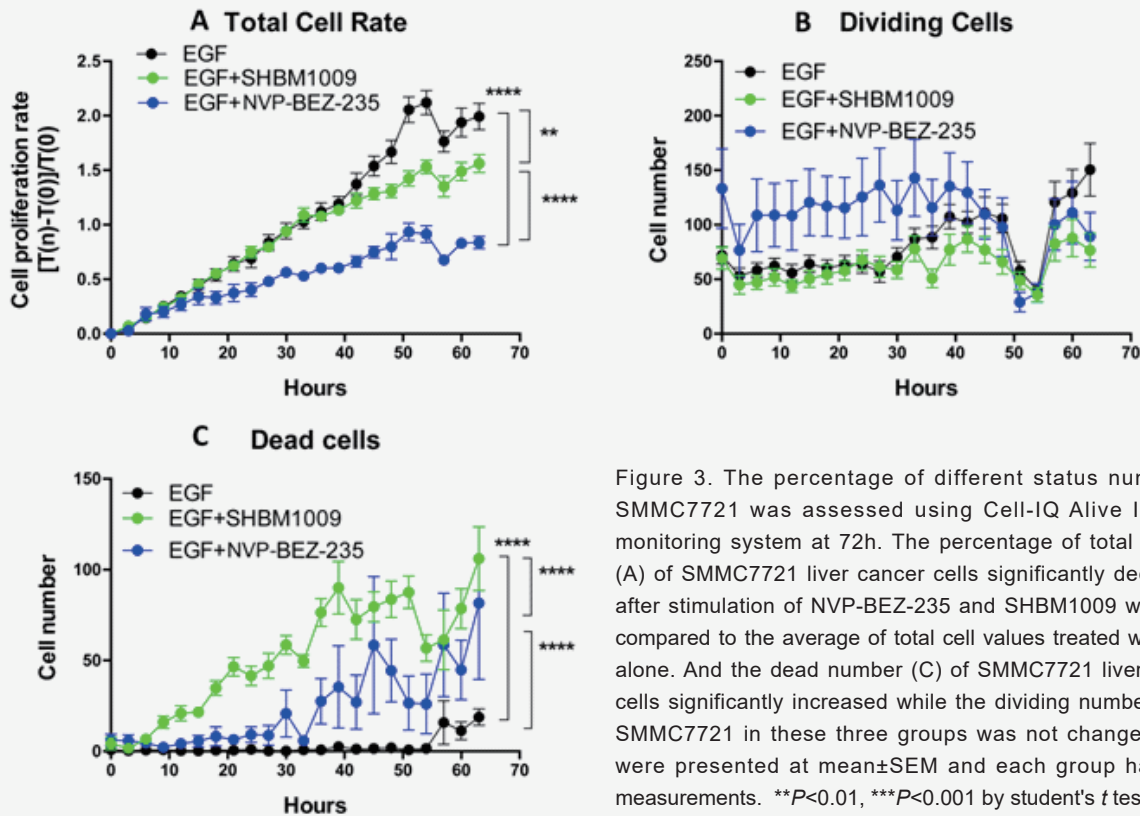 A Total Cell Rate
EGF
EGF+SHBM1009
EGF+NVP-BEZ-235
2.5
2.0
1.5
1.0
0.5
0.0
Cell proliferation rate
[T(n)-T(0)]/T(0)
0 10 20 30 40 50 60 70
Hours
****
**
****
B Dividing Cells
EGF
EGF+SHBM1009
EGF+NVP-BEZ-235
250
200
150
100
50
0
Cell number
0 10 20 30 40 50 60 70
Hours
C Dead cells
EGF
EGF+SHBM1009
EGF+NVP-BEZ-235
150
100
50
0
Cell number
0 10 20 30 40 50 60 70
Hours
****
****
****
Figure 3. The percentage of different status
SMMC7721 was assessed using Cell-IQ Alive
monitoring system at 72h. The percentage of total
(A) of SMMC7721 liver cancer cells significantly
after stimulation of NVP-BEZ-235 and SHBM1009
compared to the average of total cell values treated
alone. And the dead number (C) of SMMC7721 liver
cells significantly increased while the dividing
SMMC7721 in these three groups was not
were presented at mean±SEM and each group
measurements. **P<0.01, ***P<0.001 by student's t